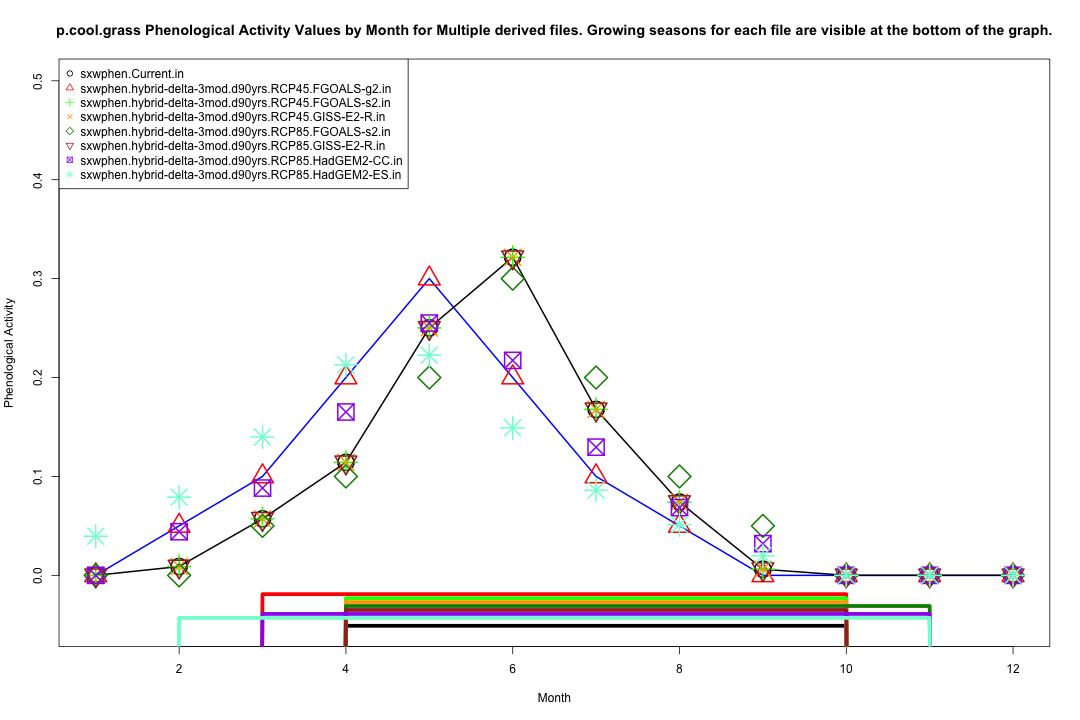 p.cool.grass Phenological Activity Values by Month for Multiple derived files. Growing seasons for each file are visible at the bottom of the graph.
sxwphen.Current.in
sxwphen.hybrid-delta-3mod.d90yrs.RCP45.FGOALS-g2.in
sxwphen.hybrid-delta-3mod.d90yrs.RCP45.FGOALS-s2.in
sxwphen.hybrid-delta-3mod.d90yrs.RCP45.GISS-E2-R.in
sxwphen.hybrid-delta-3mod.d90yrs.RCP85.FGOALS-s2.in
sxwphen.hybrid-delta-3mod.d90yrs.RCP85.GISS-E2-R.in
sxwphen.hybrid-delta-3mod.d90yrs.RCP85.HadGEM2-CC.in
sxwphen.hybrid-delta-3mod.d90yrs.RCP85.HadGEM2-ES.in
Phenological Activity
0.5
0.4
0.3
0.2
0.1
0.0
2 4 6 8 10 12
Month